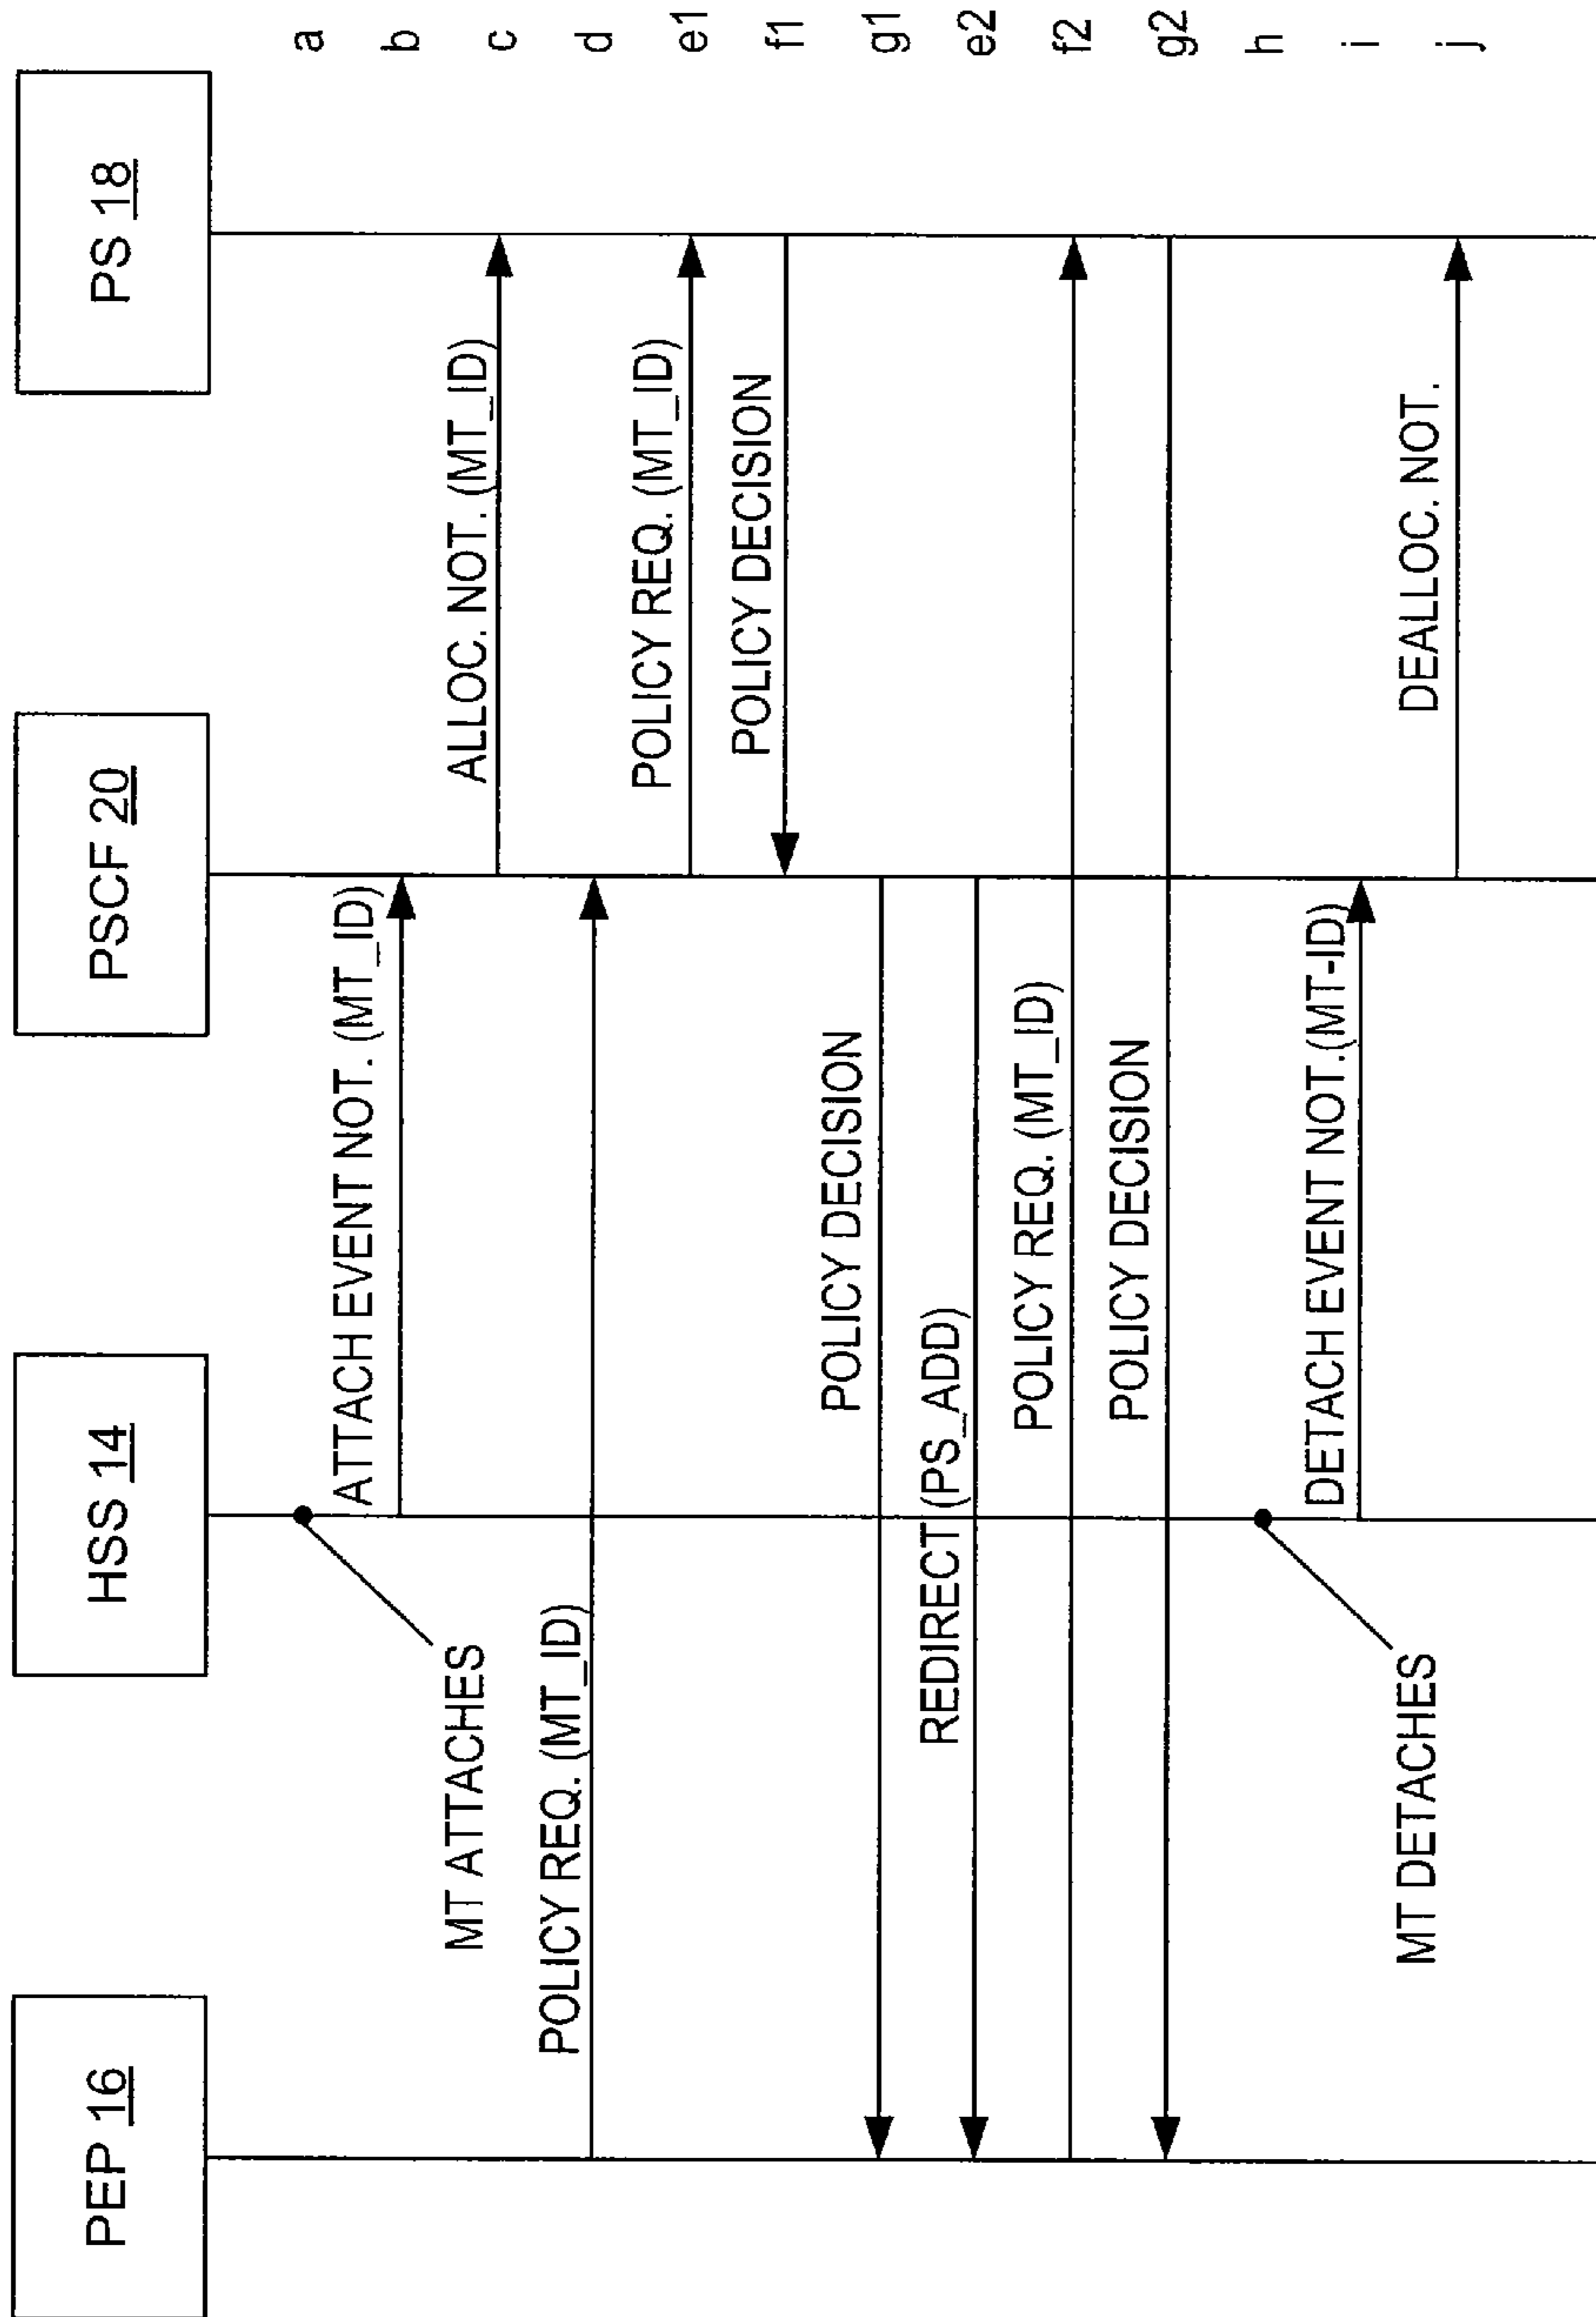 PEP 16
HSS 14
PSCF 20
PS 18
a
MT ATTACHES
ATTACH EVENT NOT. (MT_ID)
b
ALLOC. NOT. (MT_ID)
c
POLICY REQ. (MT_ID)
d
POLICY REQ. (MT_ID)
e1
POLICY DECISION
f1
POLICY DECISION
g1
REDIRECT (PS_ADD)
e2
POLICY REQ. (MT_ID)
f2
POLICY DECISION
g2
MT DETACHES
h
DETACH EVENT NOT.(MT-ID)
i
DEALLOC. NOT.
j